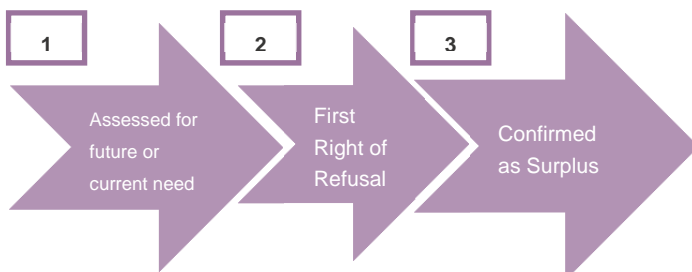 1
Assessed for
future or
current need
2
First
Right of
Refusal
3
Confirmed
as Surplus